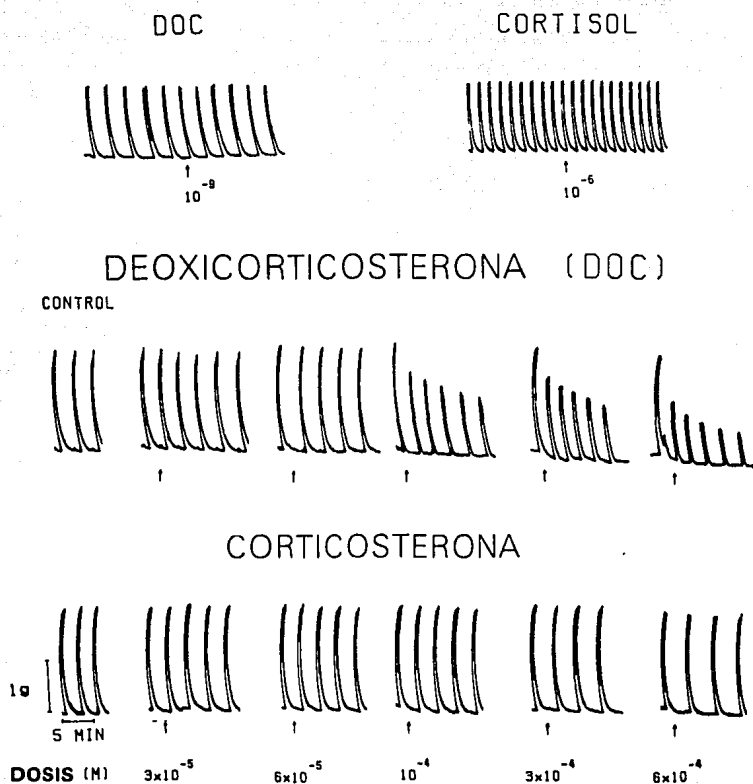 DOC CORTISOL
10⁻⁹ 10⁻⁶
DEOXICORTICOSTERONA (DOC)
CONTROL
CORTICOSTERONA
1g
5 MIN
DOSIS (M) 3x10⁻⁵ 6x10⁻⁵ 10⁻⁴ 3x10⁻⁴ 6x10⁻⁴